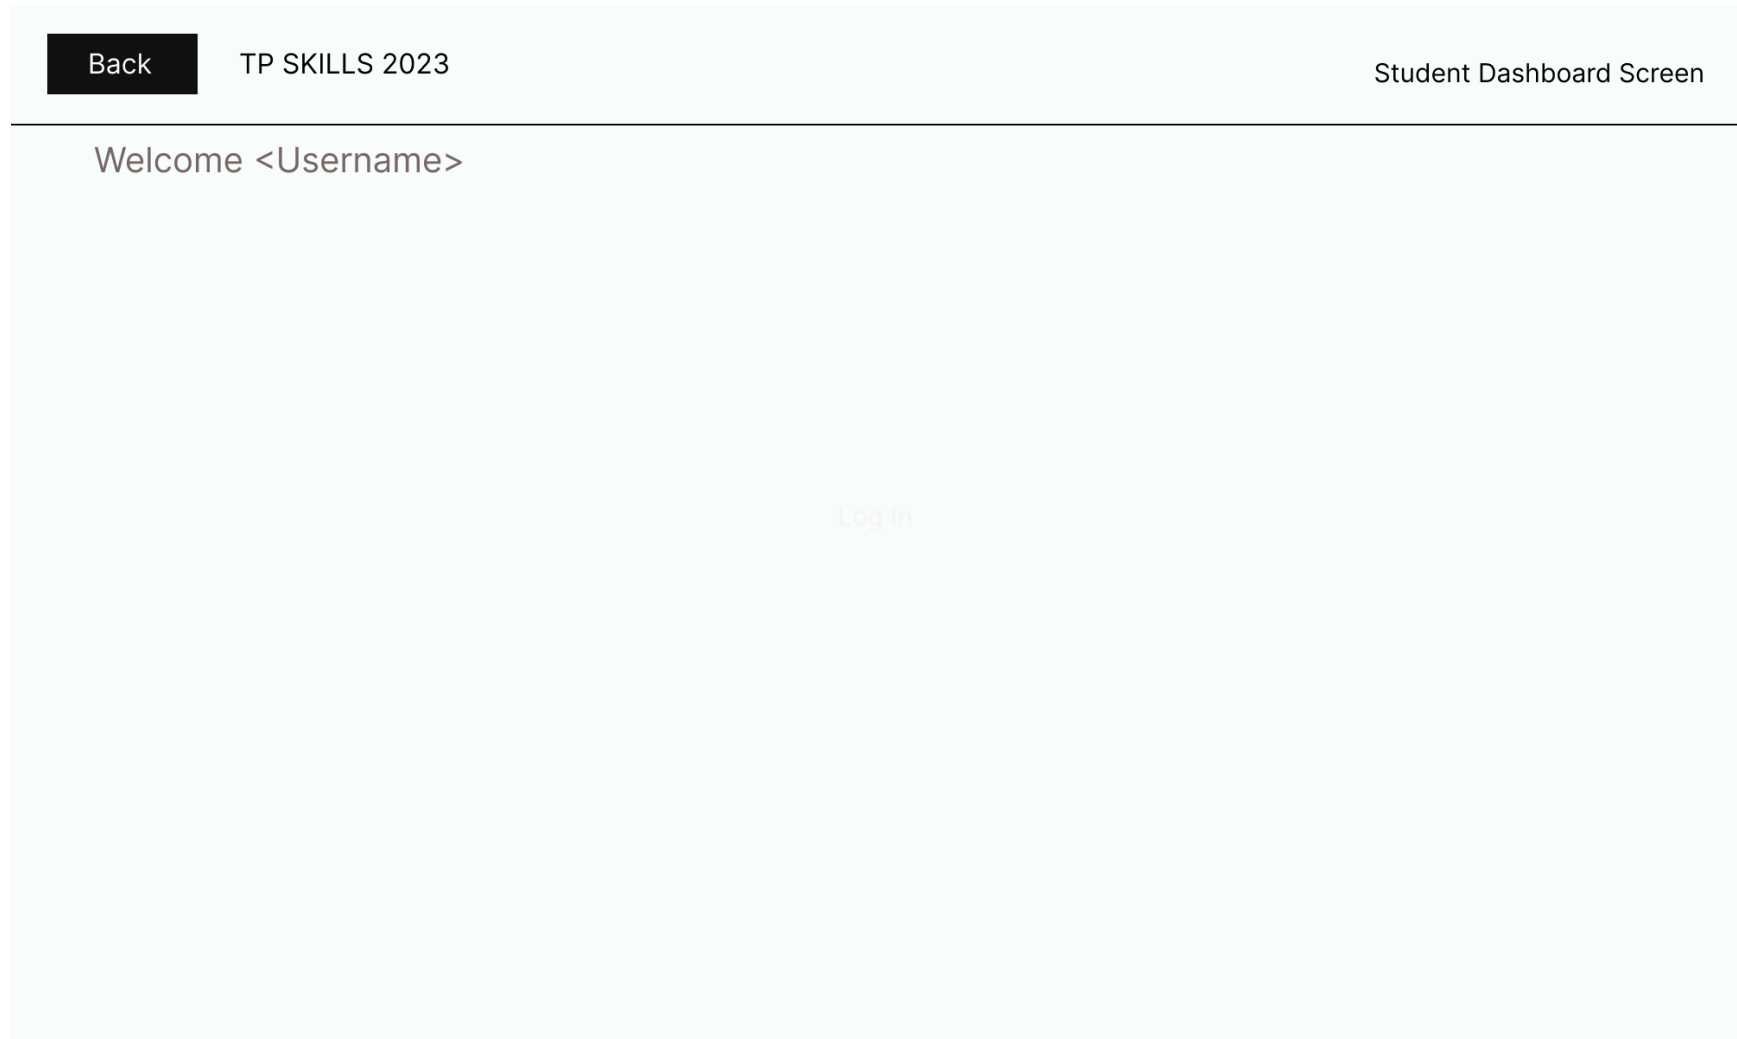 Back
TP SKILLS 2023
Student Dashboard Screen
Welcome <Username>
Log In